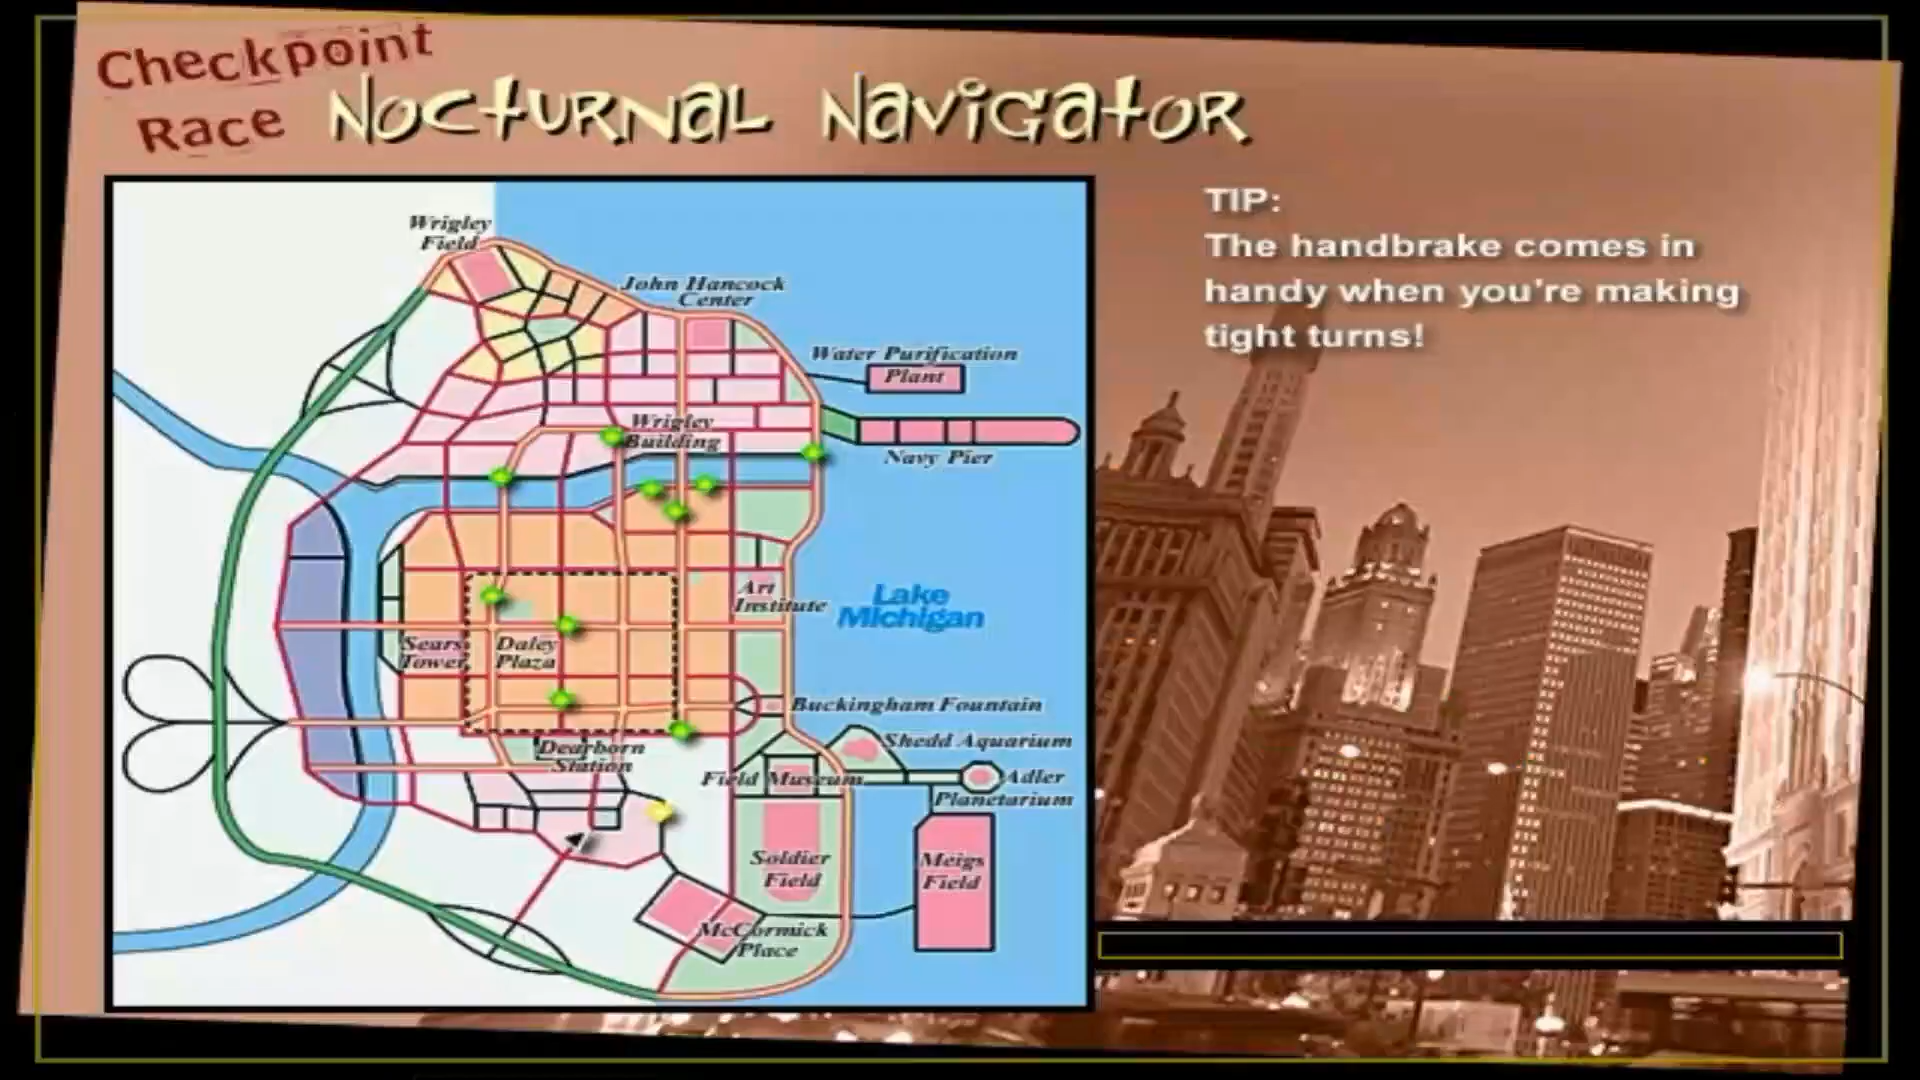 Checkpoint
Race
Nocturnal Navigator
TIP:
The handbrake comes in
handy when you're making
tight turns!
Wrigley
Field
John Hancock
Center
Water Purification
Plant
Wrigley
Building
Navy Pier
Art
Institute
Lake
Michigan
Sears
Tower
Daley
Plaza
Buckingham Fountain
Dearborn
Station
Shedd Aquarium
Field Museum
Adler
Planetarium
Soldier
Field
Meigs
Field
McCormick
Place